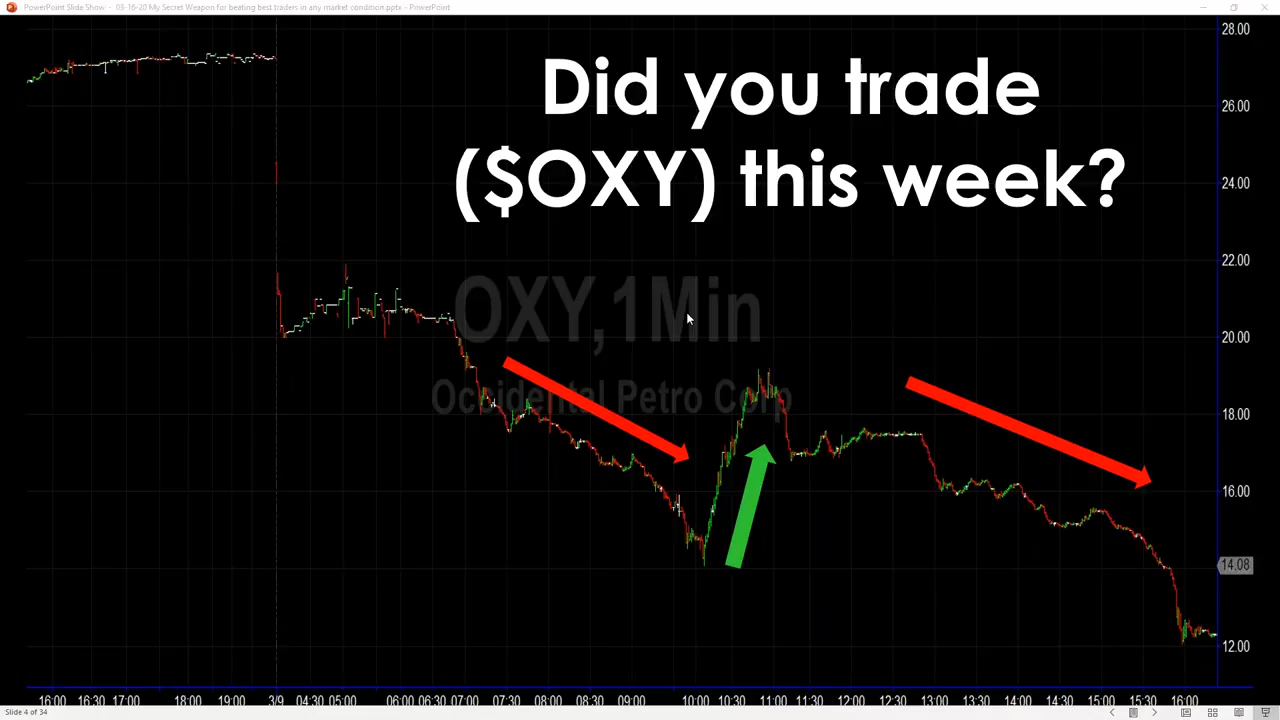 PowerPoint Slide Show - 03-16-20 My Secret Weapon for beating best traders in any market condition.pptx - PowerPoint
Did you trade
($OXY) this week?
OXY,1Min
Occidental Petro Corp
28.00
26.00
24.00
22.00
20.00
18.00
16.00
14.08
12.00
16:00 16:30 17:00 18:00 19:00 3/9 04:30 05:00 06:00 06:30 07:00 07:30 08:00 08:30 09:00 10:00 10:30 11:00 11:30 12:00 12:30 13:00 13:30 14:00 14:30 15:00 15:30 16:00
Slide 4 of 34